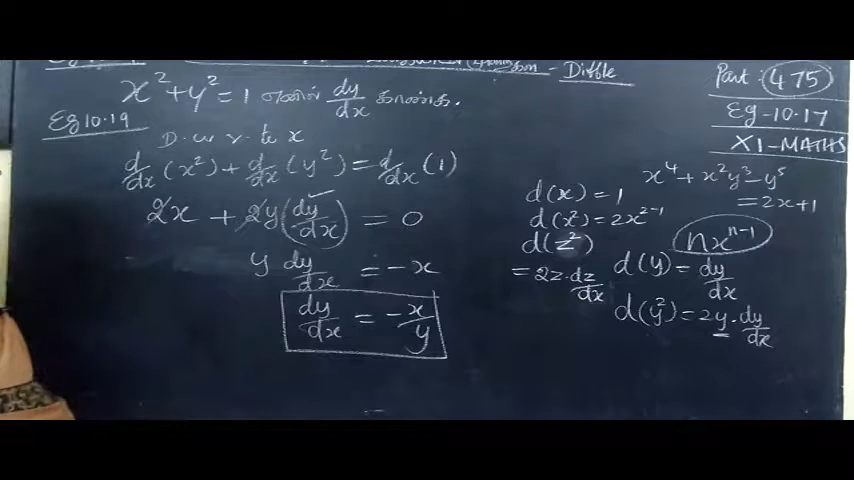 - Diffle
x² + y² = 1 எனில் dy/dx காண்க.
Eg 10.19
D. w. r. to x
d/dx (x²) + d/dx (y²) = d/dx (1)
2x + 2y (dy/dx) = 0
y dy/dx = -x
dy/dx = -x/y
Part: 475
Eg-10.17
XI-MATHS
x⁴ + x²y³ - y⁵
= 2x+1
d(x) = 1
d(x²) = 2x²⁻¹
nxⁿ⁻¹
d(z²)
= 2z. dz/dx
d(y) = dy/dx
d(y²) = 2y. dy/dx